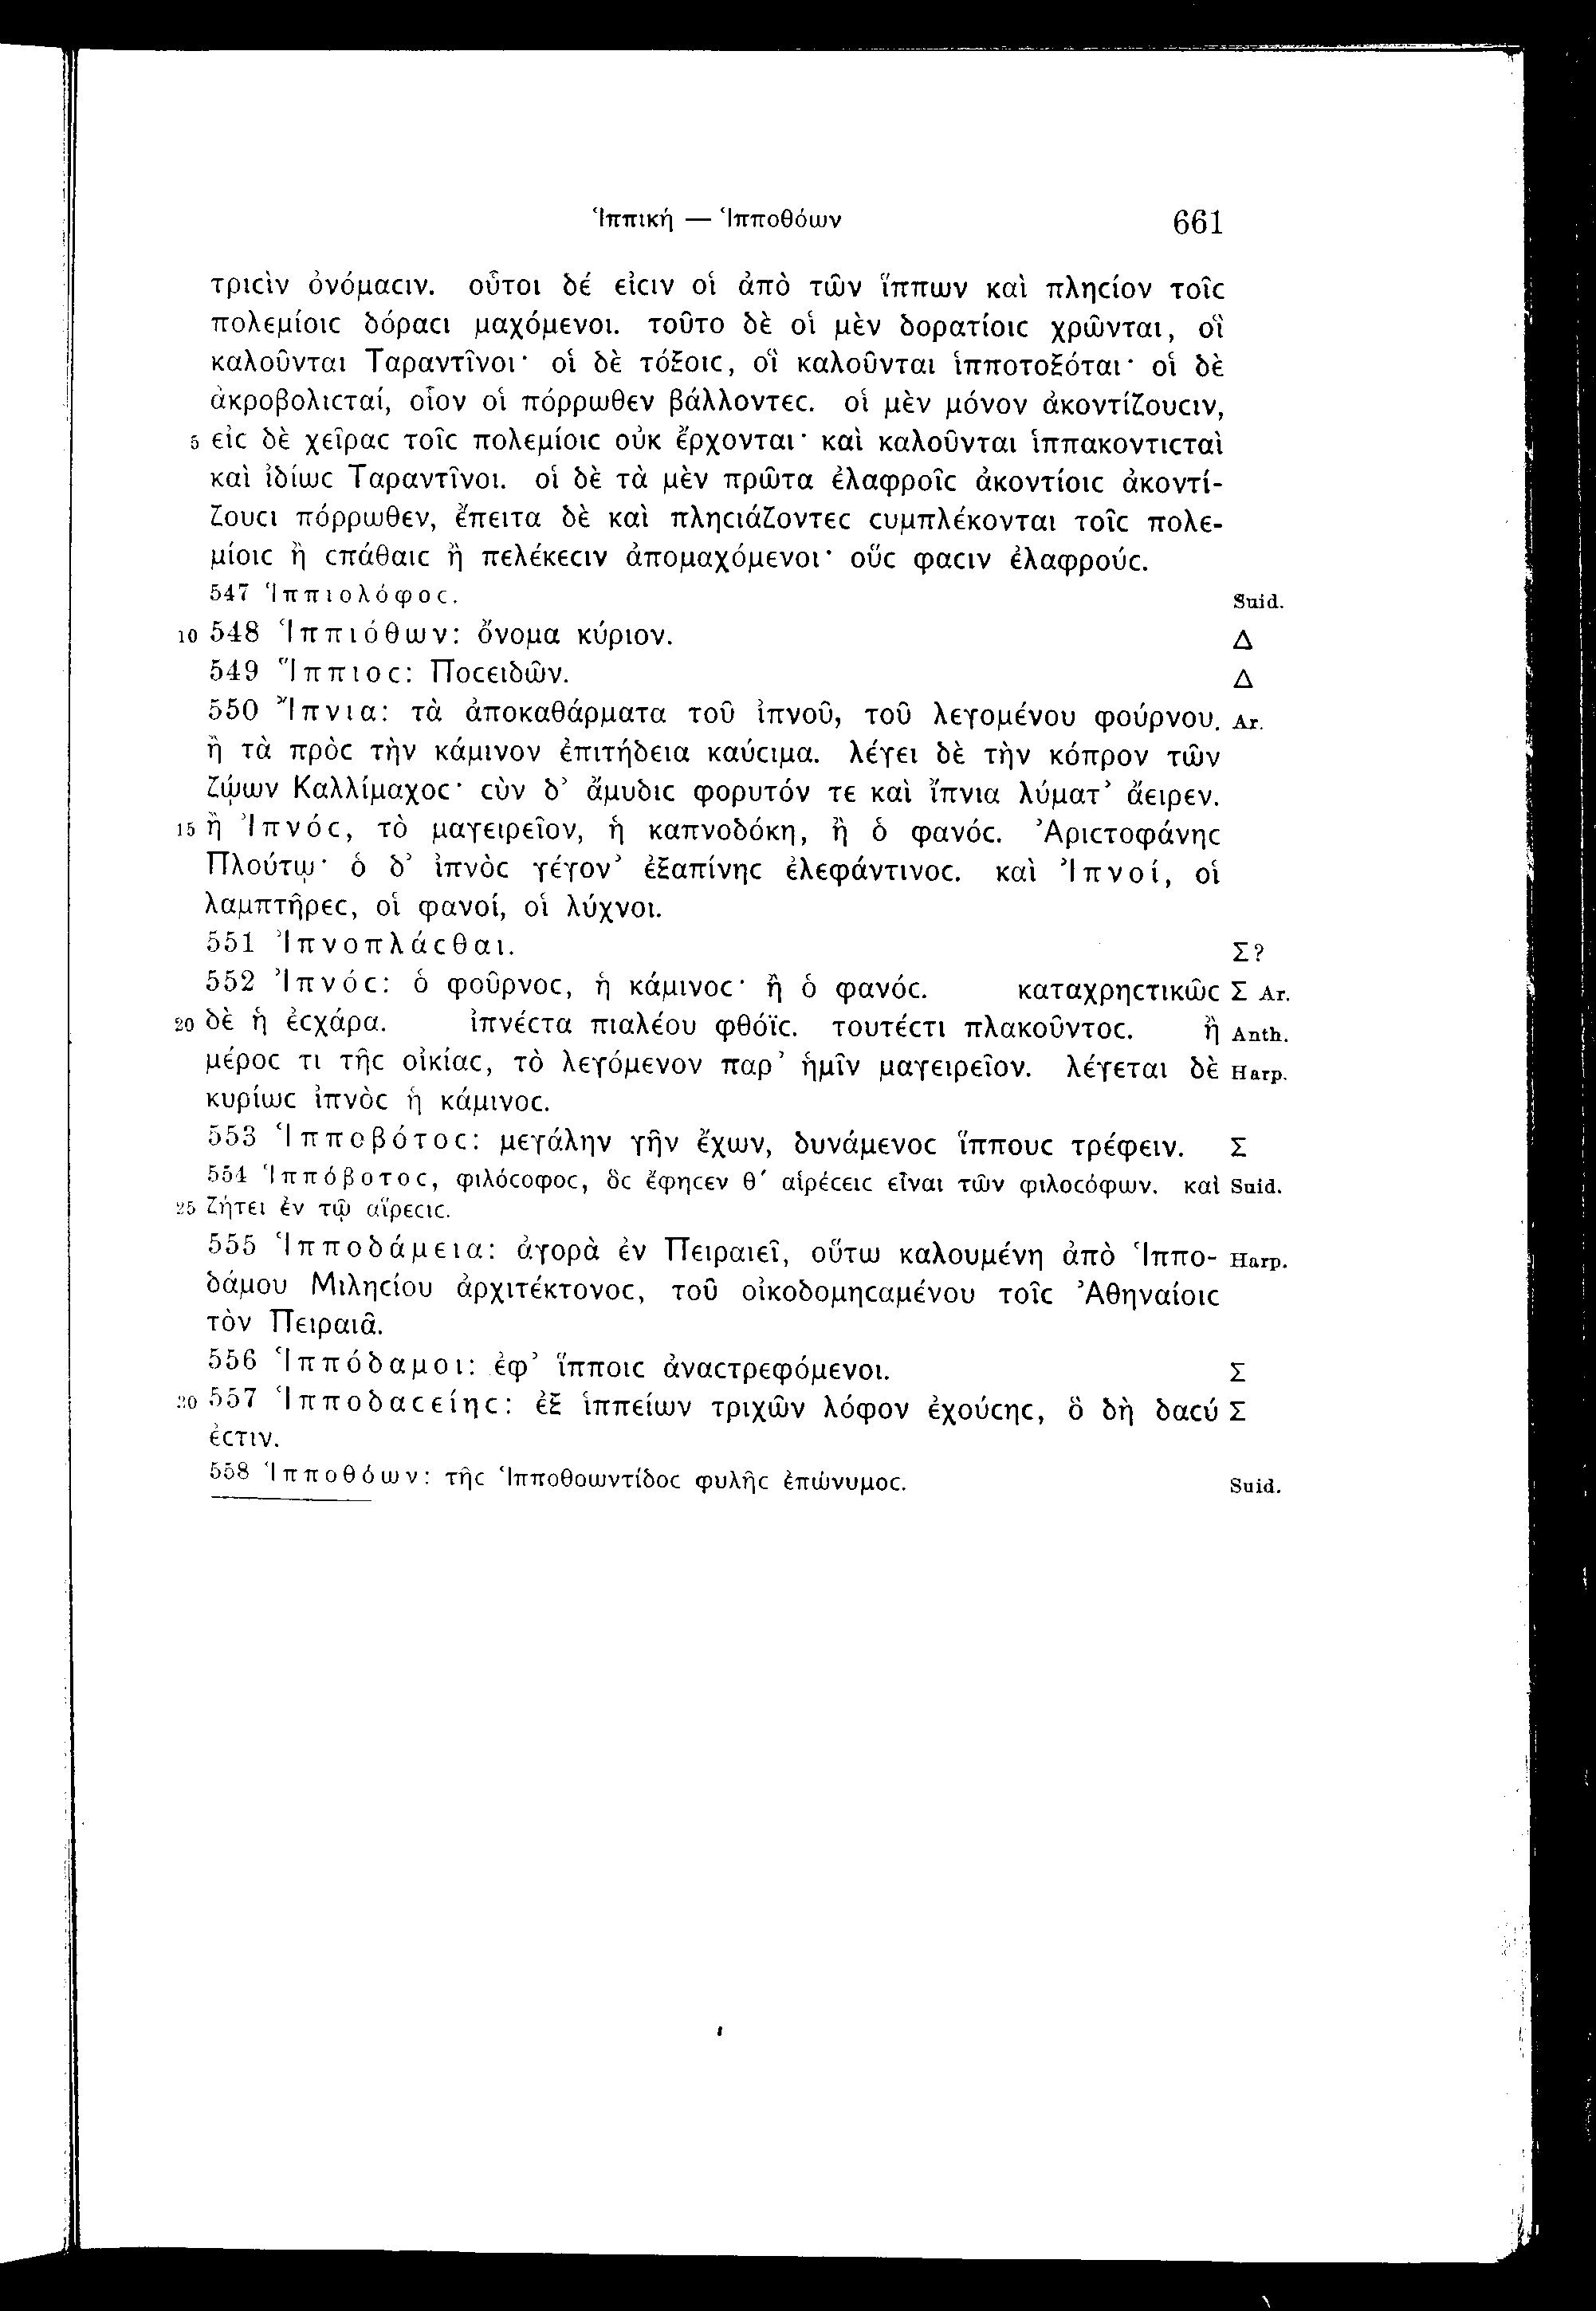 Ἱππική — Ἱπποθόων 661
τριϲὶν ὀνόμαϲιν. οὗτοι δέ εἰϲιν οἱ ἀπὸ τῶν ἵππων καὶ πληϲίον τοῖϲ
πολεμίοιϲ δόραϲι μαχόμενοι. τοῦτο δὲ οἱ μὲν δορατίοιϲ χρῶνται, οἳ
καλοῦνται Ταραντῖνοι· οἱ δὲ τόξοιϲ, οἳ καλοῦνται ἱπποτοξόται· οἱ δὲ
ἀκροβολιϲταί, οἷον οἱ πόρρωθεν βάλλοντεϲ. οἱ μὲν μόνον ἀκοντίζουϲιν,
5 εἰϲ δὲ χεῖραϲ τοῖϲ πολεμίοιϲ οὐκ ἔρχονται· καὶ καλοῦνται ἱππακοντιϲταὶ
καὶ ἰδίωϲ Ταραντῖνοι. οἱ δὲ τὰ μὲν πρῶτα ἐλαφροῖϲ ἀκοντίοιϲ ἀκοντί-
ζουϲι πόρρωθεν, ἔπειτα δὲ καὶ πληϲιάζοντεϲ ϲυμπλέκονται τοῖϲ πολε-
μίοιϲ ἢ ϲπάθαιϲ ἢ πελέκεϲιν ἀπομαχόμενοι· οὕϲ φαϲιν ἐλαφρούϲ.
547 Ἱππιολόφοϲ. Suid.
10 548 Ἱππιόθων: ὄνομα κύριον. Δ
549 Ἵππιοϲ: Ποϲειδῶν. Δ
550 Ἴπνια: τὰ ἀποκαθάρματα τοῦ ἰπνοῦ, τοῦ λεγομένου φούρνου. Ar.
ἢ τὰ πρὸϲ τὴν κάμινον ἐπιτήδεια καύϲιμα. λέγει δὲ τὴν κόπρον τῶν
ζῴων Καλλίμαχοϲ· ϲὺν δ’ ἄμυδιϲ φορυτόν τε καὶ ἴπνια λύματ’ ἄειρεν.
15 ἢ Ἰπνόϲ, τὸ μαγειρεῖον, ἡ καπνοδόκη, ἢ ὁ φανόϲ. Ἀριϲτοφάνηϲ
Πλούτῳ· ὁ δ’ ἰπνὸϲ γέγον’ ἐξαπίνηϲ ἐλεφάντινοϲ. καὶ Ἰπνοί, οἱ
λαμπτῆρεϲ, οἱ φανοί, οἱ λύχνοι.
551 Ἰπνοπλάϲθαι. Σ?
552 Ἰπνόϲ: ὁ φοῦρνοϲ, ἡ κάμινοϲ· ἢ ὁ φανόϲ. καταχρηϲτικῶϲ Σ Ar.
20 δὲ ἡ ἐϲχάρα. ἰπνέϲτα πιαλέου φθόϊϲ. τουτέϲτι πλακοῦντοϲ. ἢ Anth.
μέροϲ τι τῆϲ οἰκίαϲ, τὸ λεγόμενον παρ’ ἡμῖν μαγειρεῖον. λέγεται δὲ Harp.
κυρίωϲ ἰπνὸϲ ἡ κάμινοϲ.
553 Ἱπποβότοϲ: μεγάλην γῆν ἔχων, δυνάμενοϲ ἵππουϲ τρέφειν. Σ
554 Ἱππόβοτοϲ, φιλόϲοφοϲ, ὃϲ ἔφηϲεν θʹ αἱρέϲειϲ εἶναι τῶν φιλοϲόφων. καὶ Suid.
25 ζήτει ἐν τῷ αἵρεϲιϲ.
555 Ἱπποδάμεια: ἀγορὰ ἐν Πειραιεῖ, οὕτω καλουμένη ἀπὸ Ἱππο- Harp.
δάμου Μιληϲίου ἀρχιτέκτονοϲ, τοῦ οἰκοδομηϲαμένου τοῖϲ Ἀθηναίοιϲ
τὸν Πειραιᾶ.
556 Ἱππόδαμοι: ἐφ’ ἵπποιϲ ἀναϲτρεφόμενοι. Σ
30 557 Ἱπποδαϲείηϲ: ἐξ ἱππείων τριχῶν λόφον ἐχούϲηϲ, ὃ δὴ δαϲύ Σ
ἐϲτιν.
558 Ἱπποθόων: τῆϲ Ἱπποθοωντίδοϲ φυλῆϲ ἐπώνυμοϲ. Suid.